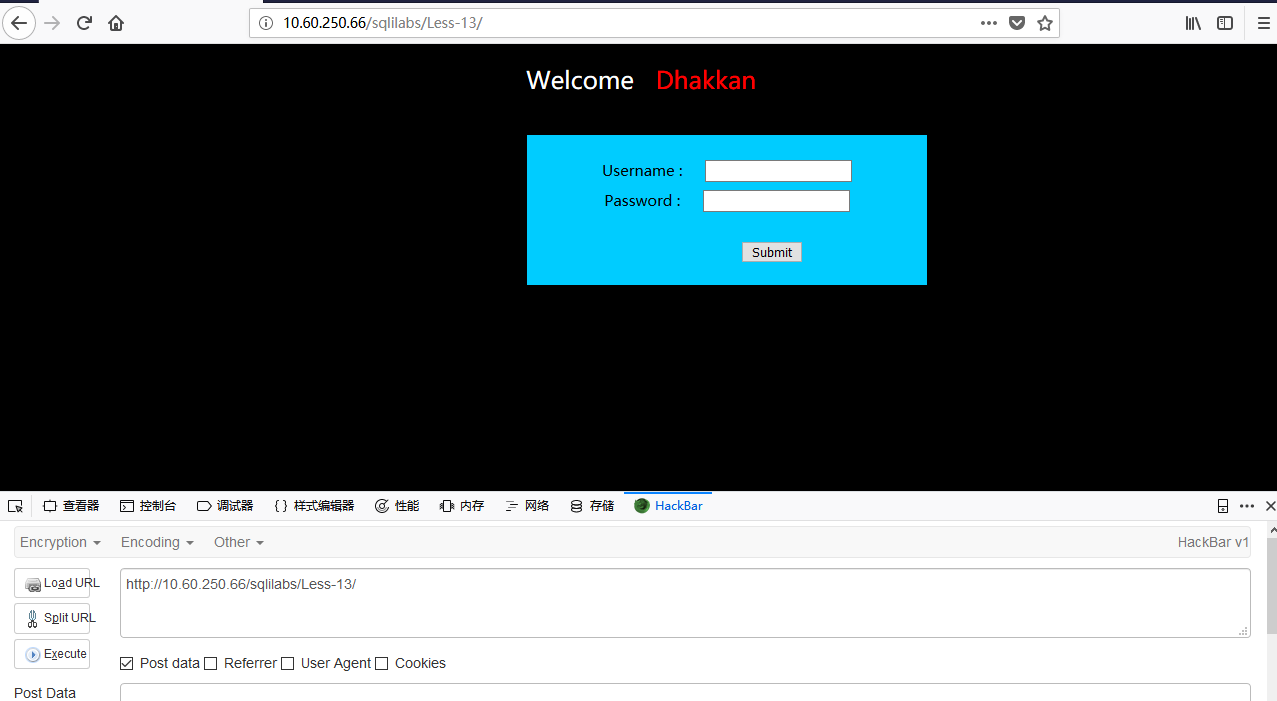 10.60.250.66/sqlilabs/Less-13/
Welcome Dhakkan
Username :
Password :
Submit
查看器 控制台 调试器 样式编辑器 性能 内存 网络 存储 HackBar
Encryption Encoding Other HackBar v1
Load URL http://10.60.250.66/sqlilabs/Less-13/
Split URL
Execute
Post data Referrer User Agent Cookies
Post Data